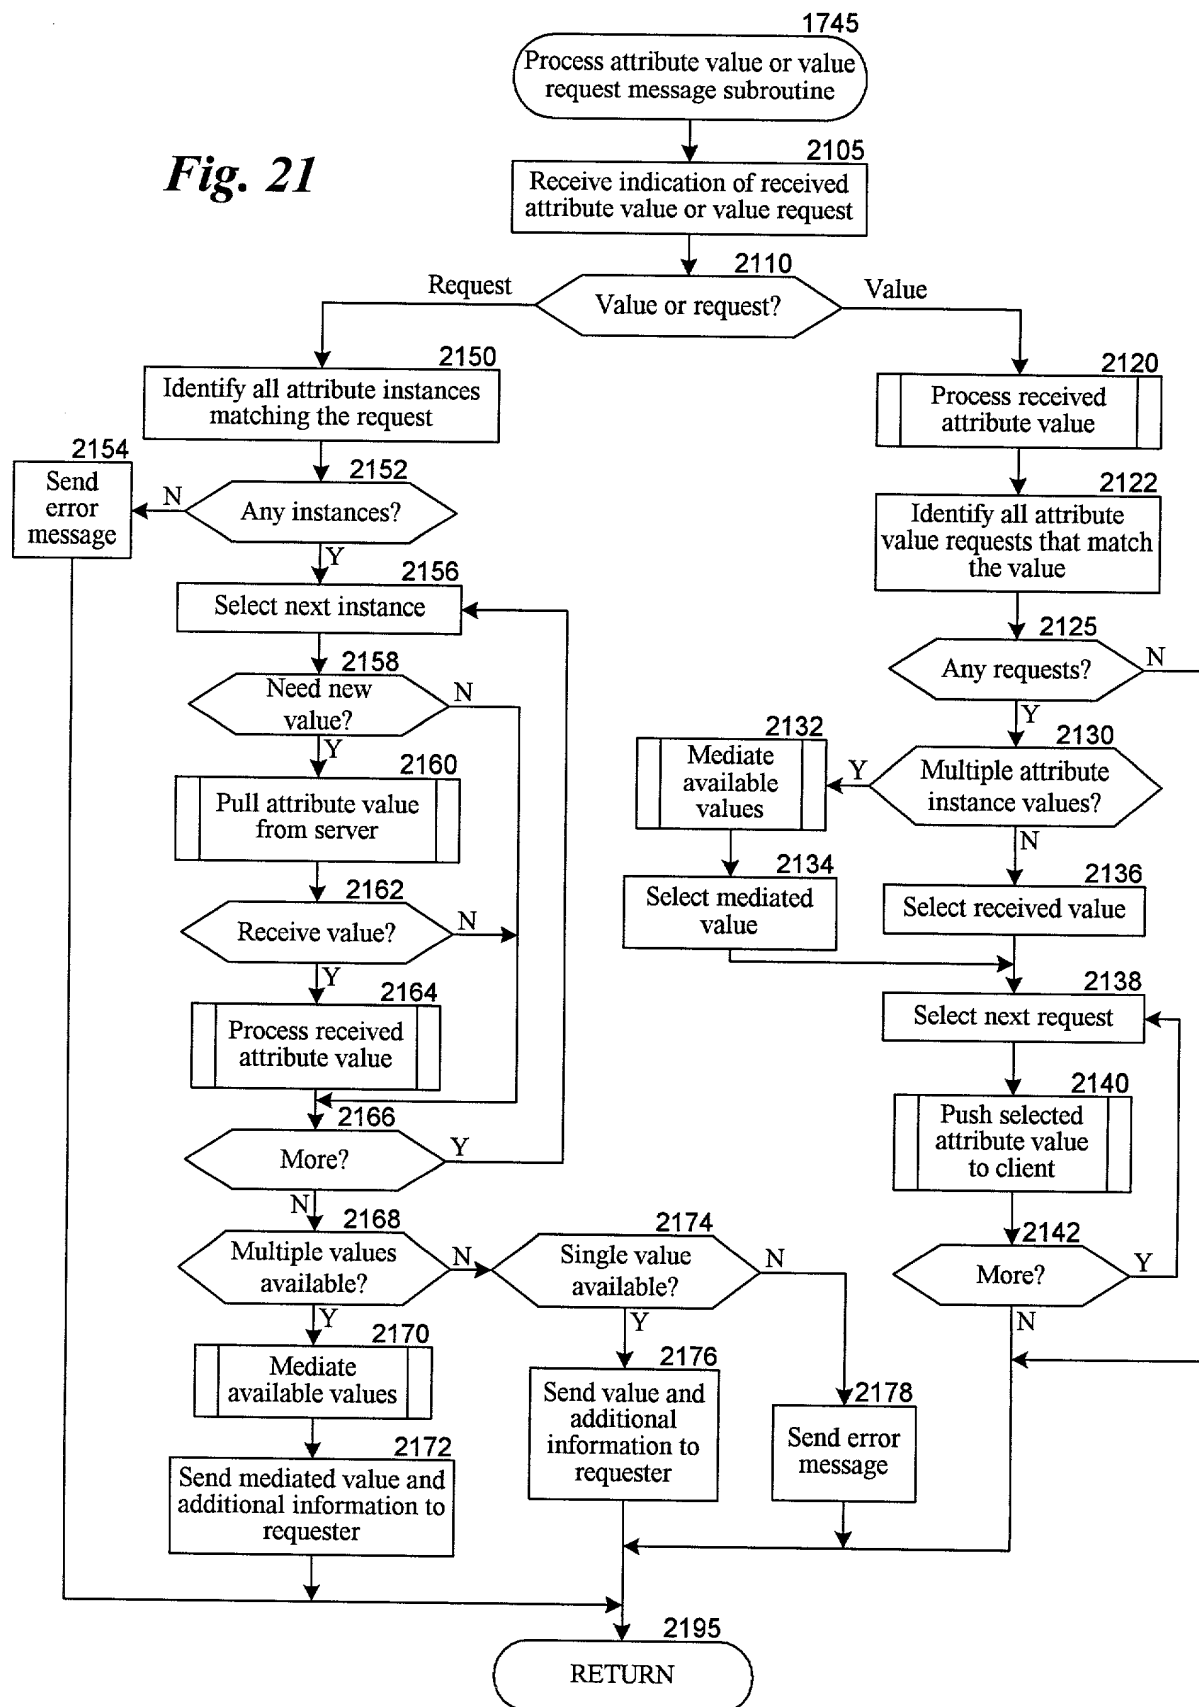 1745
Process attribute value or value
request message subroutine
Fig. 21
2105
Receive indication of received
attribute value or value request
2110
Value or request?
Request
Value
2150
Identify all attribute instances
matching the request
2154
Send
error
message
2152
Any instances?
N
Y
2156
Select next instance
2158
Need new
value?
N
Y
2160
Pull attribute value
from server
2162
Receive value?
N
Y
2164
Process received
attribute value
2166
More?
Y
N
2168
Multiple values
available?
N
Y
2170
Mediate
available values
2172
Send mediated value and
additional information to
requester
2174
Single value
available?
N
Y
2176
Send value and
additional
information to
requester
2178
Send error
message
2120
Process received
attribute value
2122
Identify all attribute
value requests that match
the value
2125
Any requests?
N
Y
2130
Multiple attribute
instance values?
Y
N
2132
Mediate
available
values
2134
Select mediated
value
2136
Select received value
2138
Select next request
2140
Push selected
attribute value
to client
2142
More?
Y
N
2195
RETURN